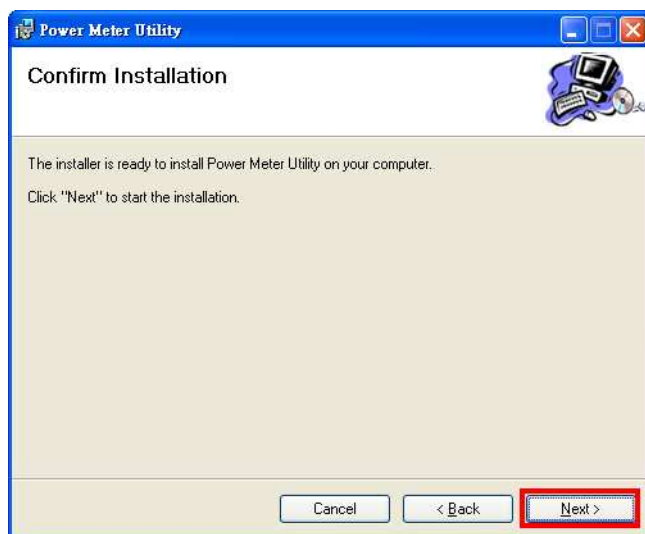 Power Meter Utility
Confirm Installation
The installer is ready to install Power Meter Utility on your computer.
Click "Next" to start the installation.
Cancel
< Back
Next >